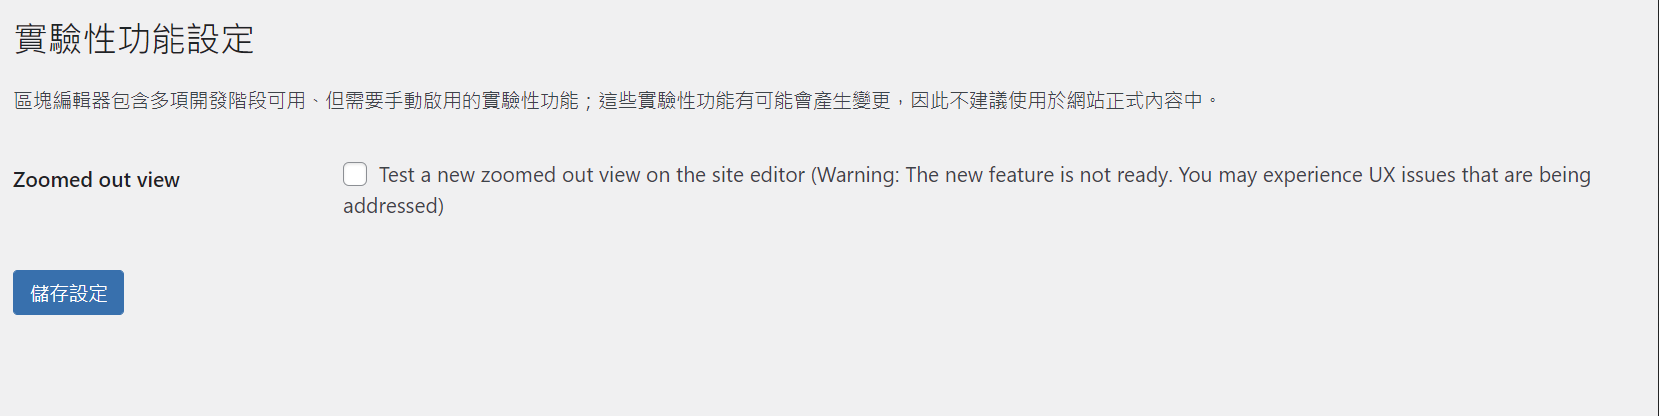 實驗性功能設定
區塊編輯器包含多項開發階段可用、但需要手動啟用的實驗性功能；這些實驗性功能有可能會產生變更，因此不建議使用於網站正式內容中。
Zoomed out view
Test a new zoomed out view on the site editor (Warning: The new feature is not ready. You may experience UX issues that are being
addressed)
儲存設定